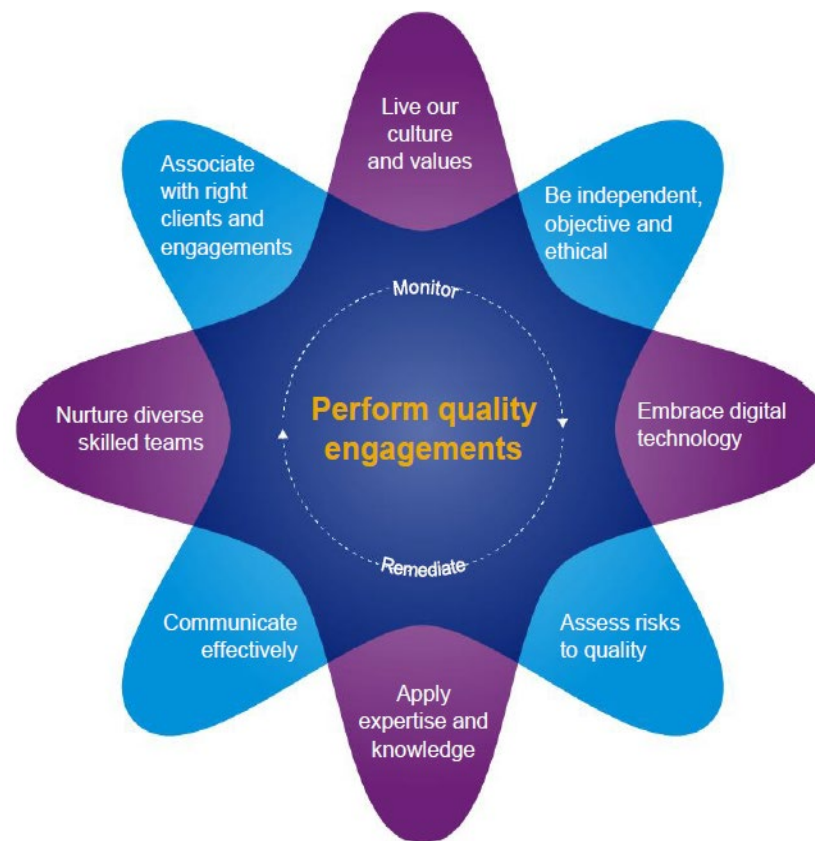 Live our
culture
and values
Be independent,
objective and
ethical
Embrace digital
technology
Assess risks
to quality
Apply
expertise and
knowledge
Communicate
effectively
Nurture diverse
skilled teams
Associate
with right
clients and
engagements
Monitor
Perform quality
engagements
Remediate